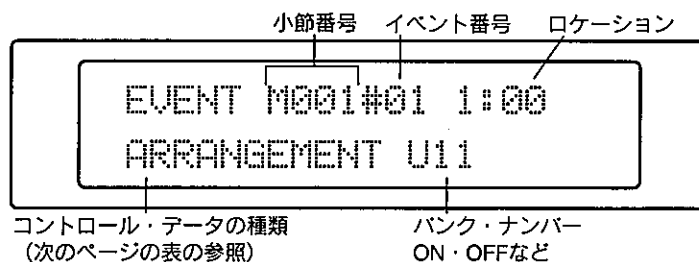 小節番号 イベント番号 ロケーション
EVENT M001#01 1:00
ARRANGEMENT U11
コントロール・データの種類 バンク・ナンバー
(次のページの表の参照) ON・OFFなど